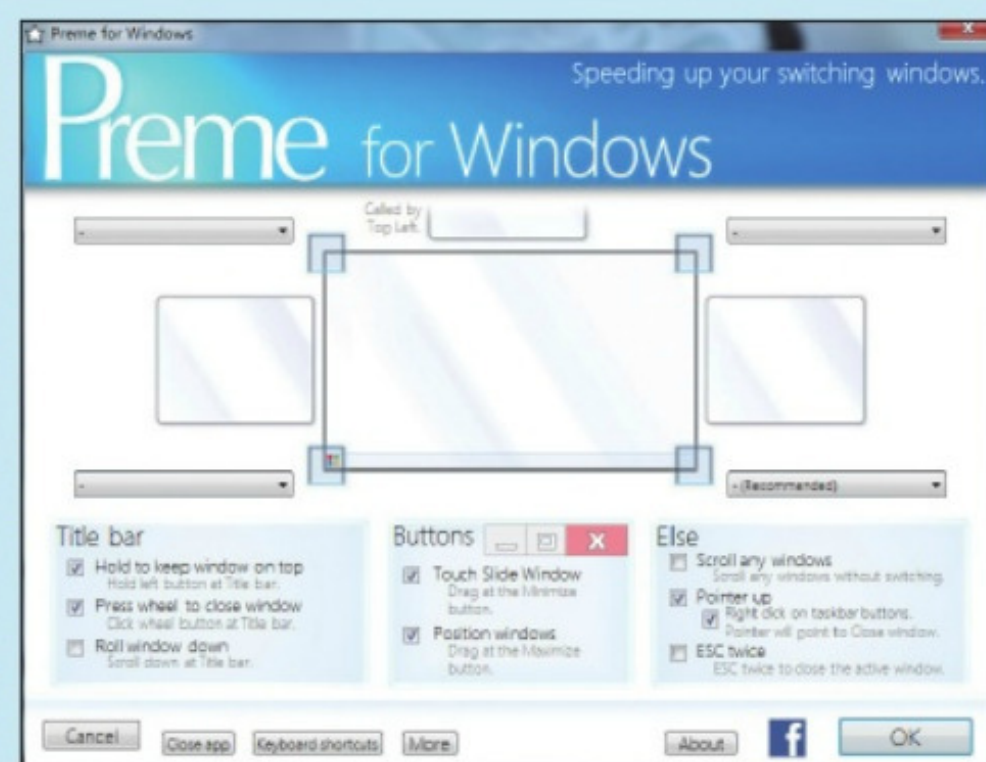 Preme for Windows
Speeding up your switching windows.
Preme for Windows
Called by
Top Left.
-
-
-
- (Recommended)
Title bar
Hold to keep window on top
Hold left button at Title bar.
Press wheel to close window
Click wheel button at Title bar.
Roll window down
Scroll down at Title bar.
Buttons
Touch Slide Window
Drag at the Minimize
button.
Position windows
Drag at the Maximize
button.
Else
Scroll any windows
Scroll any windows without switching.
Pointer up
Right click on taskbar buttons.
Pointer will point to Close window.
ESC twice
ESC twice to close the active window.
Cancel
Close app
Keyboard shortcuts
More
About
f
OK